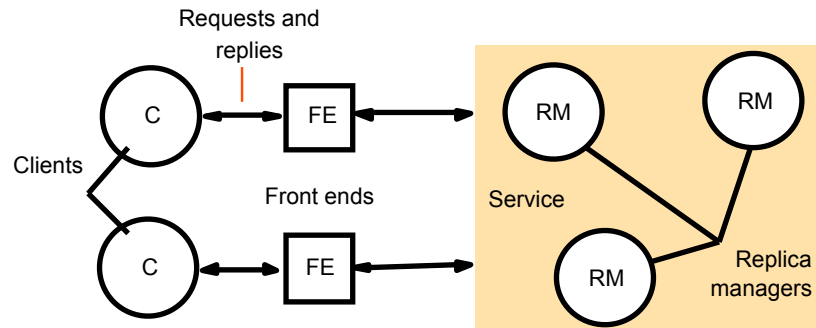 Requests and
replies
C
FE
RM
RM
Clients
Front ends
Service
C
FE
RM
Replica
managers